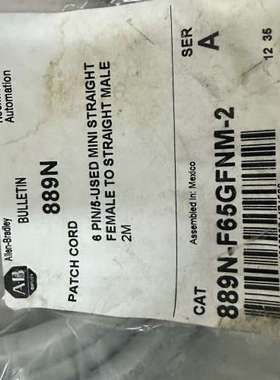 Automation
Allen-Bradley
AB
BULLETIN
889N
PATCH CORD
6 PIN/5-USED MINI STRAIGHT
FEMALE TO STRAIGHT MALE
2M
CAT
889N-F65GFNM-2
Assembled in: Mexico
SER
A
12 35